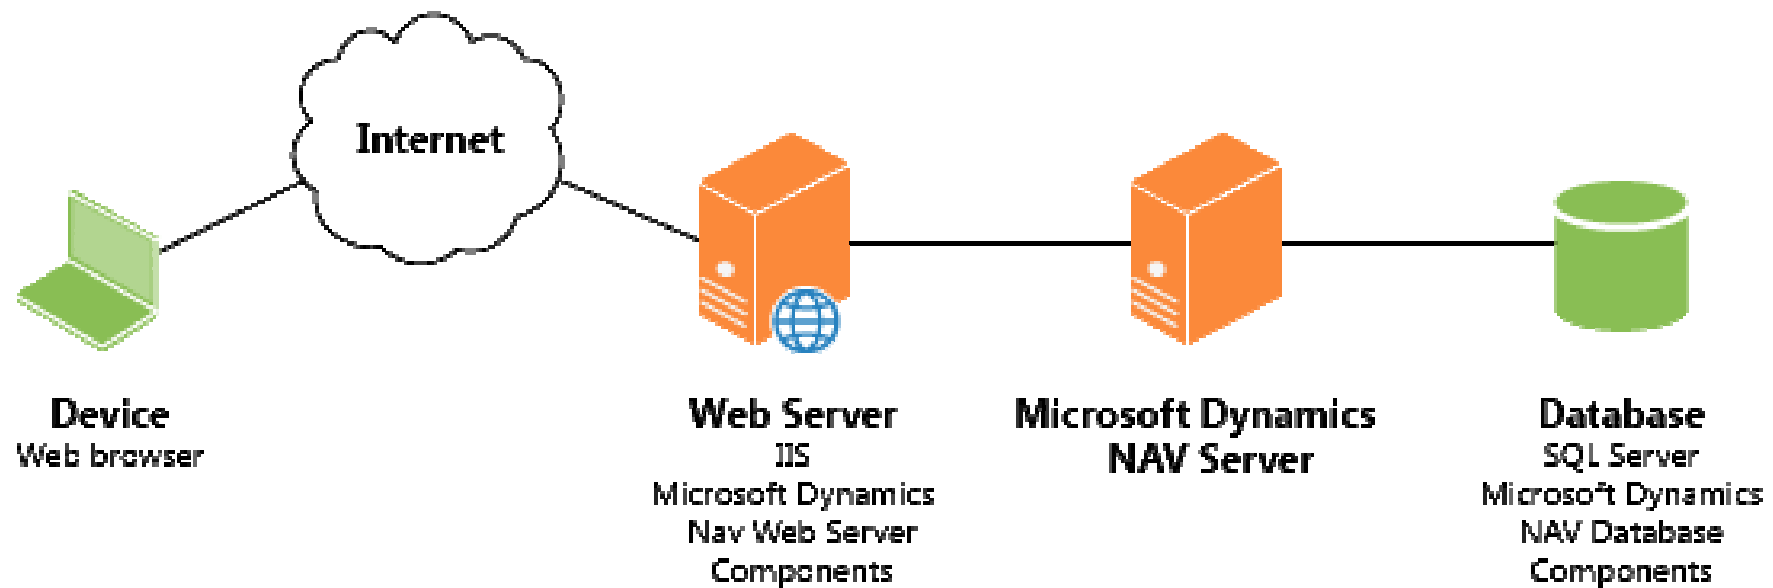 Internet
Device
Web browser
Web Server
IIS
Microsoft Dynamics
Nav Web Server
Components
Microsoft Dynamics
NAV Server
Database
SQL Server
Microsoft Dynamics
NAV Database
Components